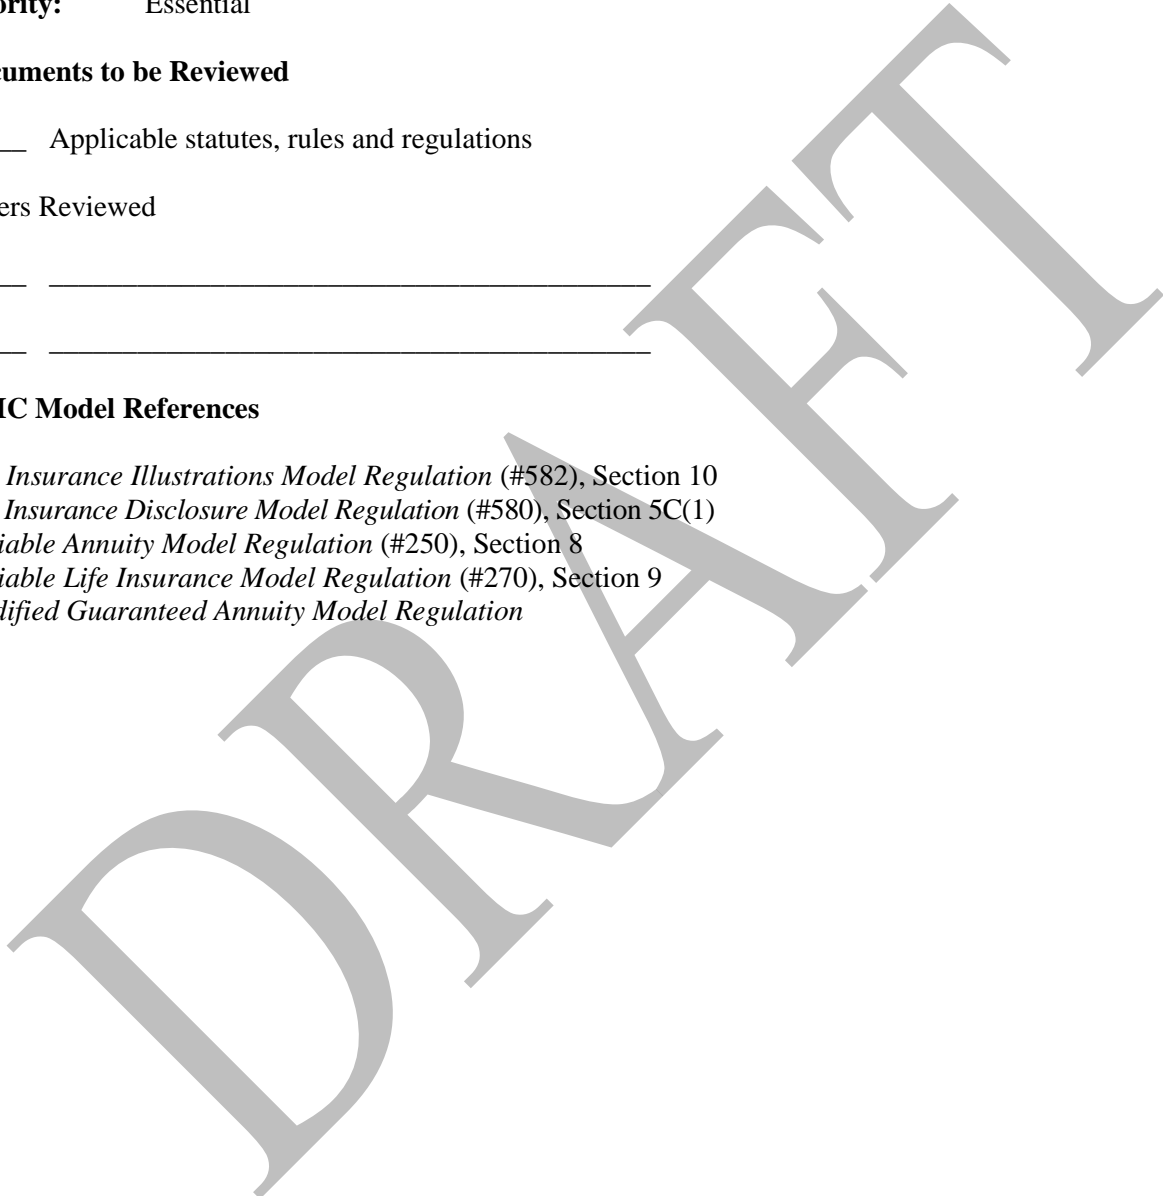 ority: Essential
cuments to be Reviewed
__ Applicable statutes, rules and regulations
ers Reviewed
__ ___________________________________________
__ ___________________________________________
IC Model References
Insurance Illustrations Model Regulation (#582), Section 10
Insurance Disclosure Model Regulation (#580), Section 5C(1)
iable Annuity Model Regulation (#250), Section 8
iable Life Insurance Model Regulation (#270), Section 9
dified Guaranteed Annuity Model Regulation
DRAFT